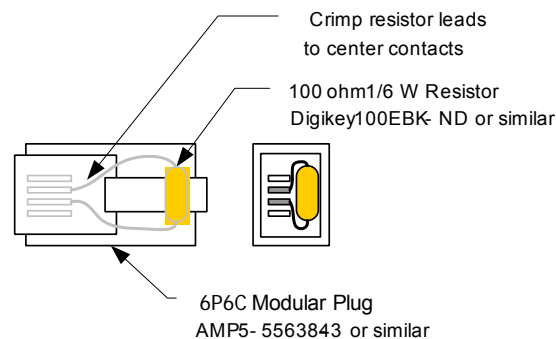 Crimp resistor leads
to center contacts
100 ohm1/6 W Resistor
Digikey100EBK- ND or similar
6P6C Modular Plug
AMP5- 5563843 or similar